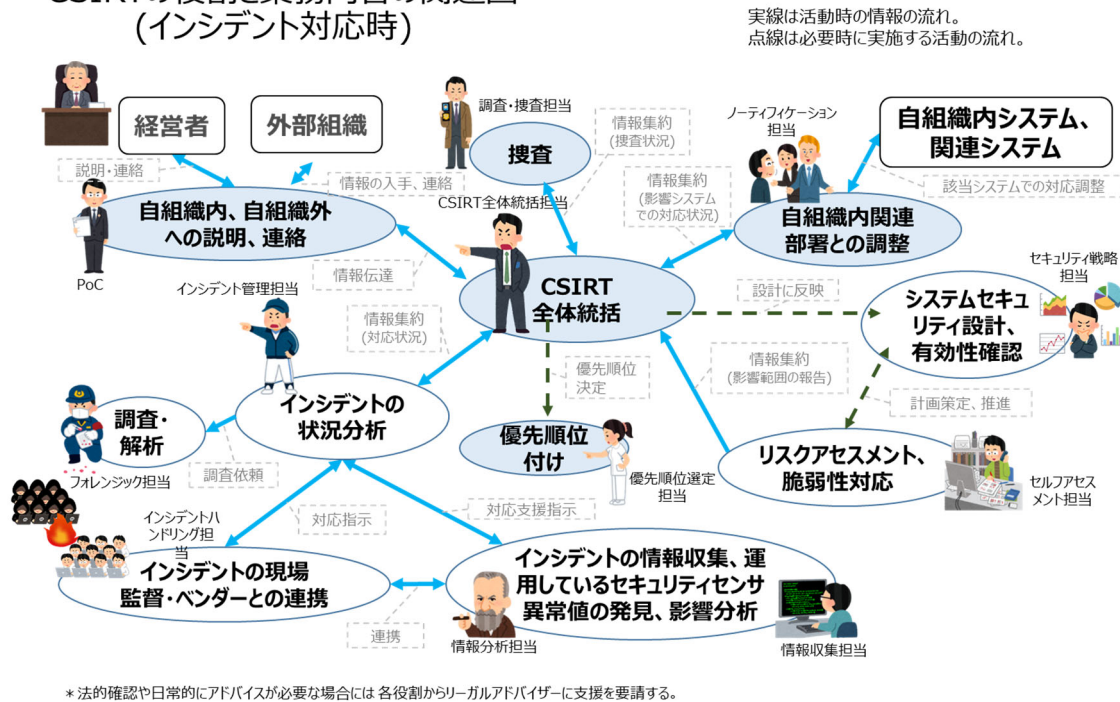 (インシデント対応時)
実線は活動時の情報の流れ。
点線は必要時に実施する活動の流れ。
経営者
外部組織
説明・連絡
情報の入手、連絡
自組織内、自組織外
への説明、連絡
PoC
情報伝達
調査・捜査担当
捜査
情報集約
(捜査状況)
CSIRT全体統括担当
CSIRT
全体統括
ノーティフィケーション
担当
自組織内システム、
関連システム
該当システムでの対応調整
情報集約
(影響システム
での対応状況)
自組織内関連
部署との調整
セキュリティ戦略
担当
設計に反映
システムセキュ
リティ設計、
有効性確認
インシデント管理担当
情報集約
(対応状況)
インシデントの
状況分析
優先順位
決定
優先順位
付け
優先順位選定
担当
情報集約
(影響範囲の報告)
計画策定、推進
リスクアセスメント、
脆弱性対応
セルフアセス
メント担当
調査・
解析
フォレンジック担当
調査依頼
対応指示
対応支援指示
インシデントハ
ンドリング担
当
インシデントの現場
監督・ベンダーとの連携
連携
インシデントの情報収集、運
用しているセキュリティセンサ
異常値の発見、影響分析
情報分析担当
情報収集担当
*法的確認や日常的にアドバイスが必要な場合には各役割からリーガルアドバイザーに支援を要請する。